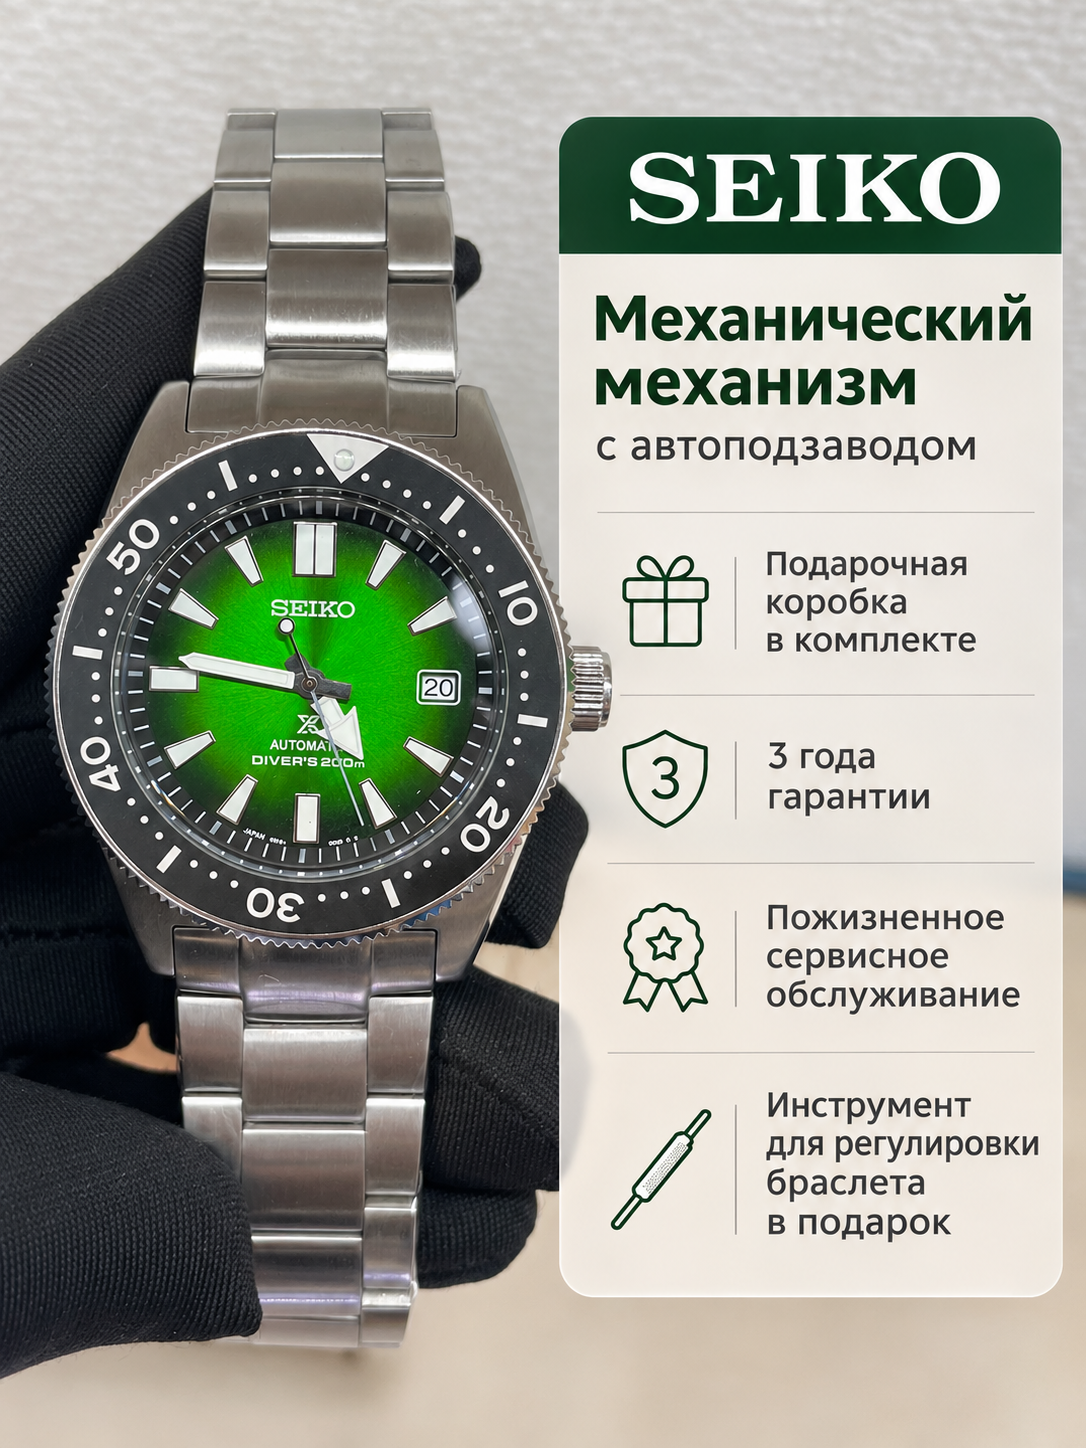 SEIKO
Механический
механизм
с автоподзаводом
Подарочная
коробка
в комплекте
3
3 года
гарантии
Пожизненное
сервисное
обслуживание
Инструмент
для регулировки
браслета
в подарок
50
10
40
20
30
SEIKO
20
AUTOMATIC
DIVER'S 200m
JAPAN